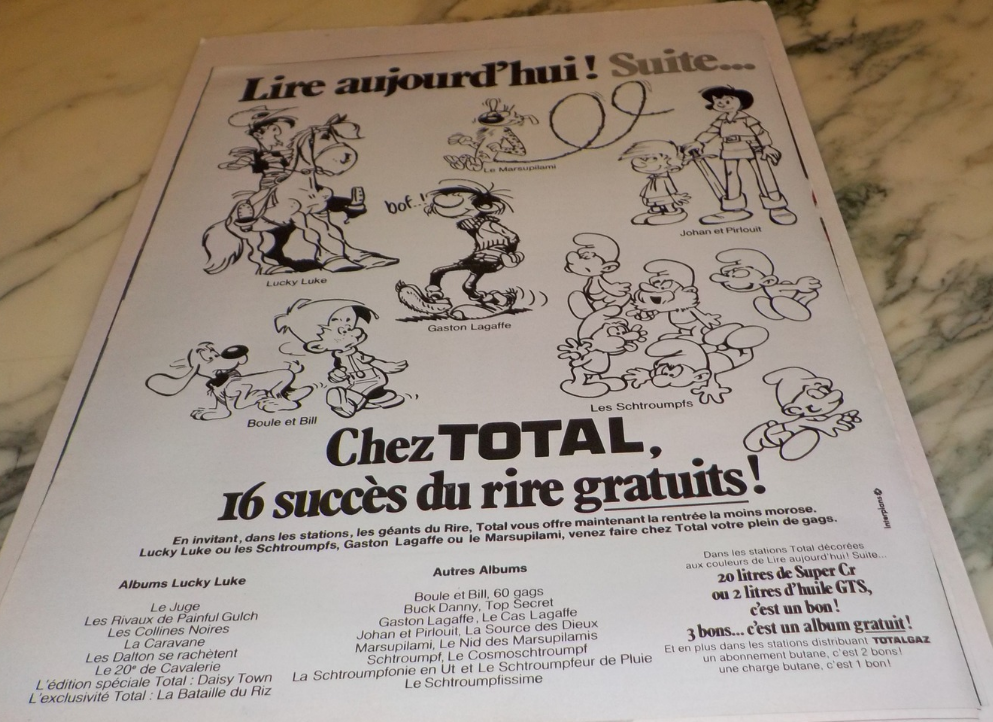 Lire aujourd'hui! Suite...
Le Marsupilami
bof..!
Johan et Pirlouit
Lucky Luke
Gaston Lagaffe
Les Schtroumpfs
Boule et Bill
Chez TOTAL,
16 succès du rire gratuits!
interplans
En invitant, dans les stations, les géants du Rire, Total vous offre maintenant la rentrée la moins morose.
Lucky Luke ou les Schtroumpfs, Gaston Lagaffe ou le Marsupilami, venez faire chez Total votre plein de gags.
Albums Lucky Luke
Le Juge
Les Rivaux de Painful Gulch
Les Collines Noires
La Caravane
Les Dalton se rachètent
Le 20e de Cavalerie
L'édition spéciale Total : Daisy Town
L'exclusivité Total : La Bataille du Riz
Autres Albums
Boule et Bill, 60 gags
Buck Danny, Top Secret
Gaston Lagaffe, Le Cas Lagaffe
Johan et Pirlouit, La Source des Dieux
Marsupilami, Le Nid des Marsupilamis
Schtroumpf, Le Cosmoschtroumpf
La Schtroumpfonie en UT et Le Schtroumpfeur de Pluie
Le Schtroumpfissime
Dans les stations Total décorées
aux couleurs de Lire aujourd'hui! Suite...
20 litres de Super Cr
ou 2 litres d'huile GTS,
c'est un bon!
3 bons... c'est un album gratuit!
Et en plus dans les stations distribuant TOTALGAZ
un abonnement butane, c'est 2 bons!
une charge butane, c'est 1 bon!